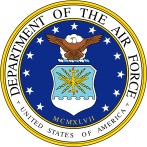 DEPARTMENT OF THE AIR FORCE
MCMXLVII
UNITED STATES OF AMERICA